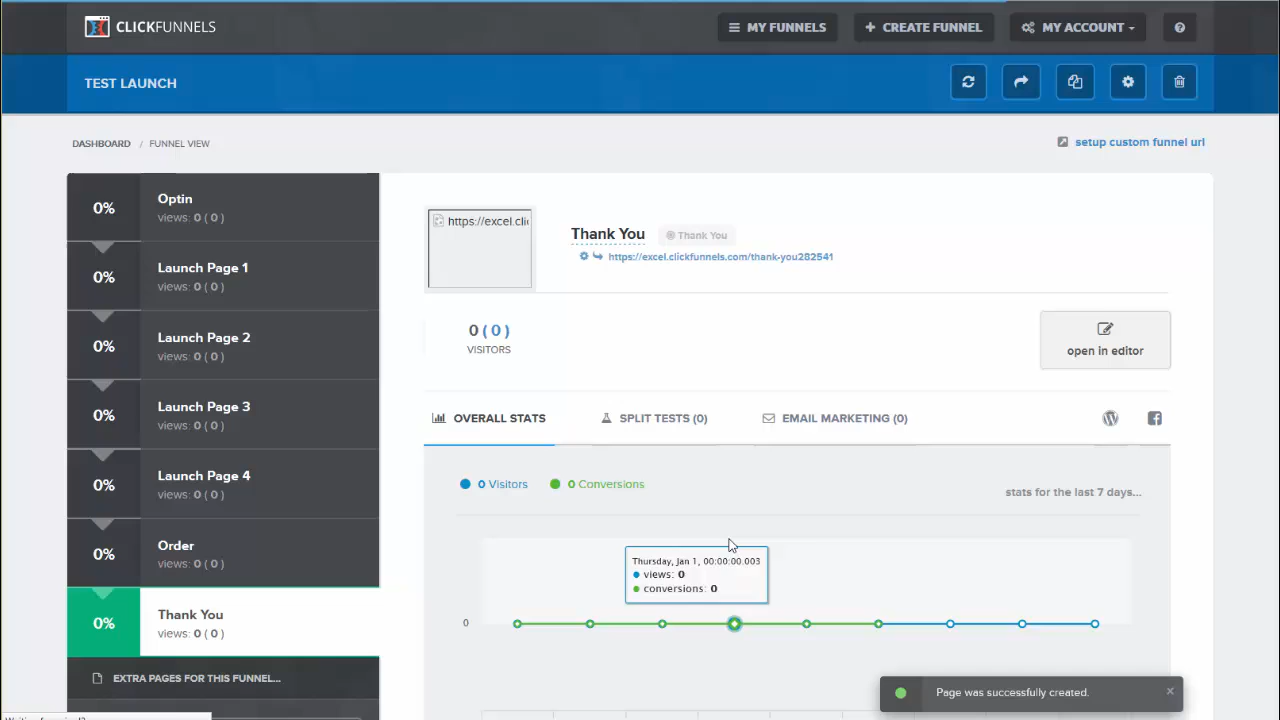 CLICKFUNNELS
MY FUNNELS
CREATE FUNNEL
MY ACCOUNT
TEST LAUNCH
DASHBOARD / FUNNEL VIEW
setup custom funnel url
0%
Optin
views: 0 ( 0 )
0%
Launch Page 1
views: 0 ( 0 )
0%
Launch Page 2
views: 0 ( 0 )
0%
Launch Page 3
views: 0 ( 0 )
0%
Launch Page 4
views: 0 ( 0 )
0%
Order
views: 0 ( 0 )
0%
Thank You
views: 0 ( 0 )
EXTRA PAGES FOR THIS FUNNEL...
https://excel.clic
Thank You
Thank You
https://excel.clickfunnels.com/thank-you282541
0 ( 0 )
VISITORS
open in editor
OVERALL STATS
SPLIT TESTS (0)
EMAIL MARKETING (0)
0 Visitors
0 Conversions
stats for the last 7 days...
Thursday, Jan 1, 00:00:00.003
views: 0
conversions: 0
0
Page was successfully created.